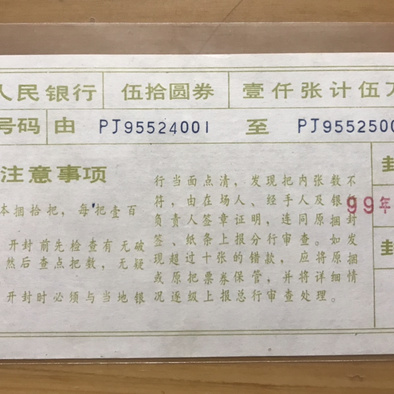 人民银行 伍拾圆券 壹仟张计伍万
号码 由 PJ95524001 至 PJ9552500
注意事项
本捆拾把，每把壹百
开封前先检查有无破
然后查点把数，无疑
开封时必须与当地银
行当面点清，发现把内张数不
符，由在场人、经手人及银
负责人签章证明，连同原捆封
签，纸条上报分行审查。如发
现超过十张的错款，应将原捆
或原把票券保管，并将详细情
况逐级上报总行审查处理。
封
99年
封